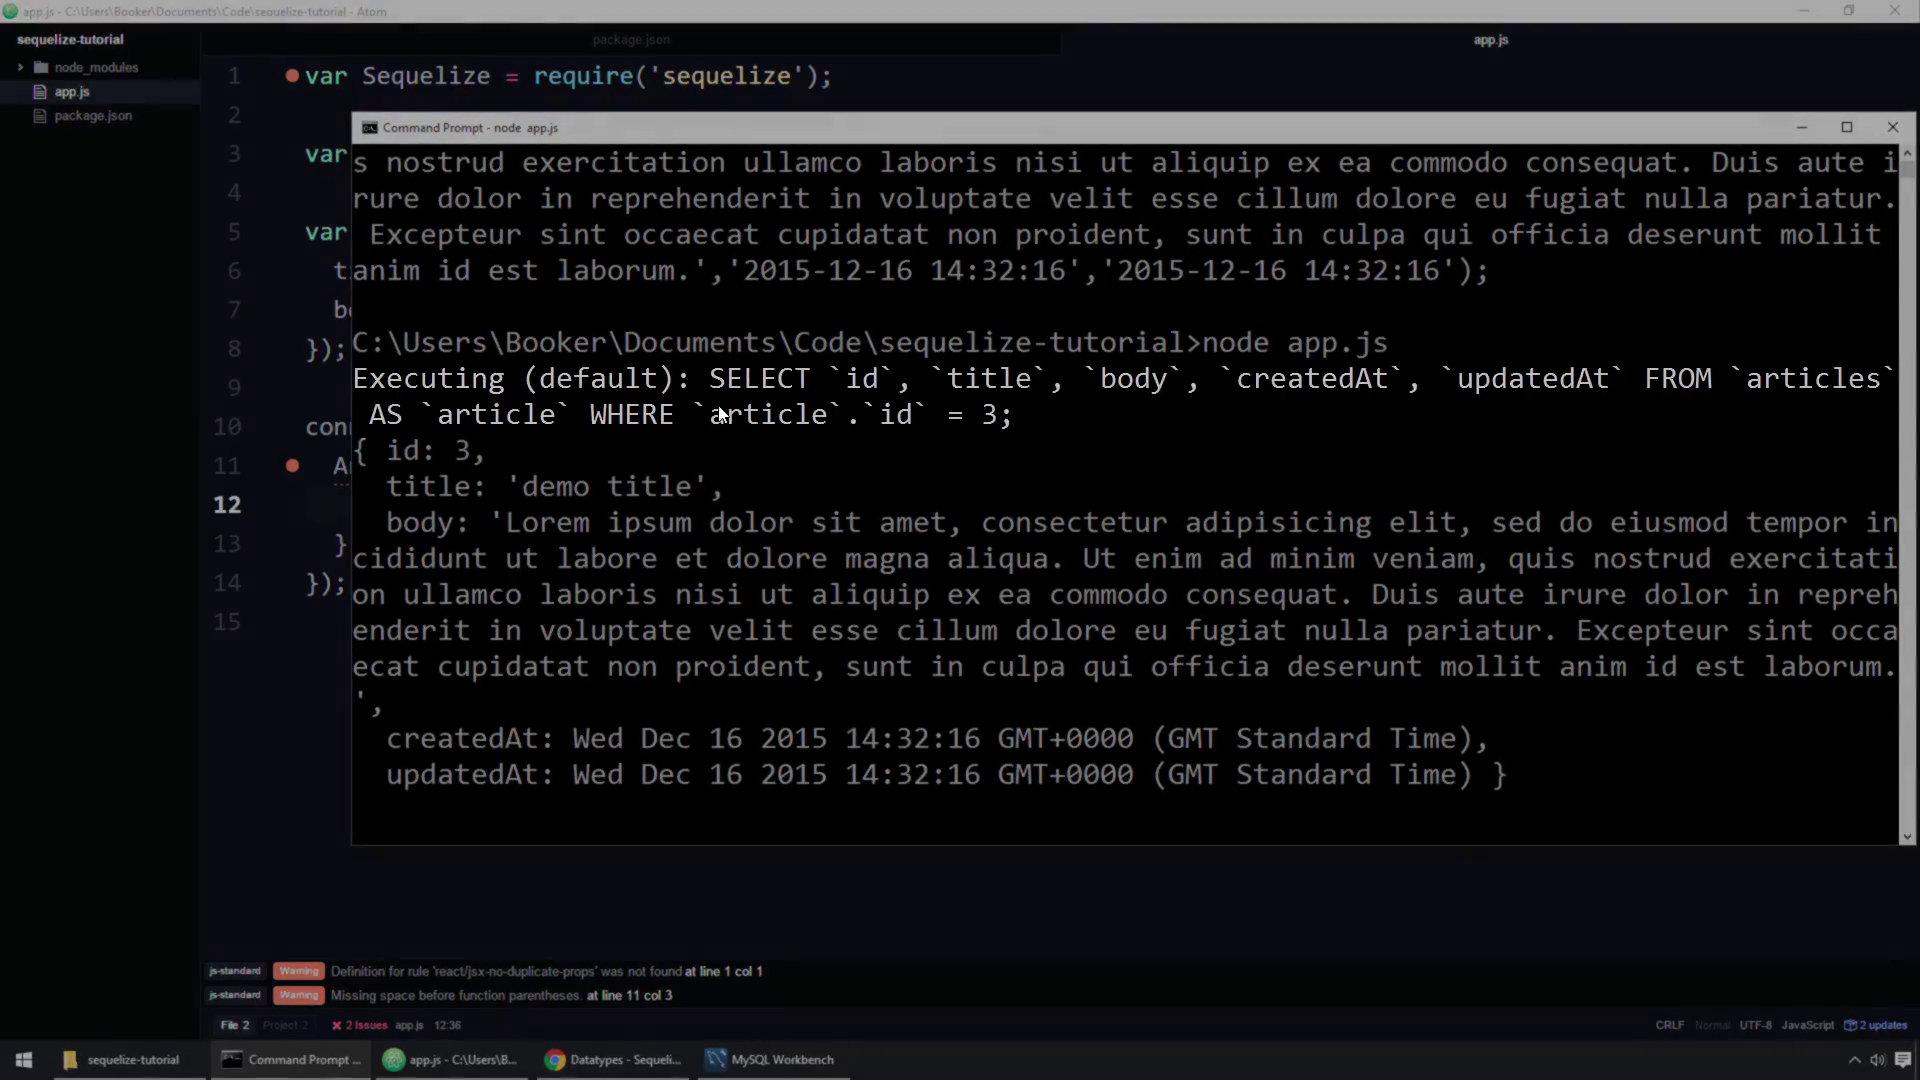 app.js - C:\Users\Booker\Documents\Code\sequelize-tutorial - Atom
sequelize-tutorial
node_modules
app.js
package.json
package.json
app.js
1 var Sequelize = require('sequelize');
2
3 var
4
5 var
6 t
7 b
8 });
9
10 con
11 A
12
13 }
14 });
15
Command Prompt - node app.js
s nostrud exercitation ullamco laboris nisi ut aliquip ex ea commodo consequat. Duis aute i
rure dolor in reprehenderit in voluptate velit esse cillum dolore eu fugiat nulla pariatur.
Excepteur sint occaecat cupidatat non proident, sunt in culpa qui officia deserunt mollit
anim id est laborum.','2015-12-16 14:32:16','2015-12-16 14:32:16');
C:\Users\Booker\Documents\Code\sequelize-tutorial>node app.js
Executing (default): SELECT `id`, `title`, `body`, `createdAt`, `updatedAt` FROM `articles`
AS `article` WHERE `article`.`id` = 3;
{ id: 3,
title: 'demo title',
body: 'Lorem ipsum dolor sit amet, consectetur adipisicing elit, sed do eiusmod tempor in
cididunt ut labore et dolore magna aliqua. Ut enim ad minim veniam, quis nostrud exercitati
on ullamco laboris nisi ut aliquip ex ea commodo consequat. Duis aute irure dolor in repreh
enderit in voluptate velit esse cillum dolore eu fugiat nulla pariatur. Excepteur sint occa
ecat cupidatat non proident, sunt in culpa qui officia deserunt mollit anim id est laborum.
',
createdAt: Wed Dec 16 2015 14:32:16 GMT+0000 (GMT Standard Time),
updatedAt: Wed Dec 16 2015 14:32:16 GMT+0000 (GMT Standard Time) }
js-standard Warning Definition for rule 'react/jsx-no-duplicate-props' was not found at line 1 col 1
js-standard Warning Missing space before function parentheses. at line 11 col 3
File 2 Project 2 2 Issues app.js 12:36 CRLF Normal UTF-8 JavaScript 2 updates
sequelize-tutorial
Command Prompt ...
app.js - C:\Users\B...
Datatypes - Sequeli...
MySQL Workbench